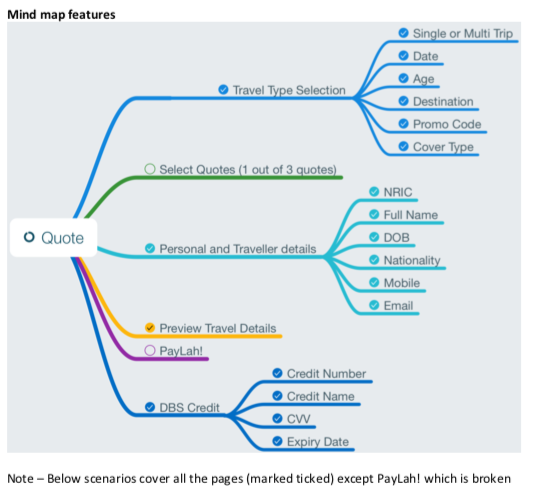 Mind map features
Single or Multi Trip
Date
Travel Type Selection
Age
Destination
Promo Code
Cover Type
Select Quotes (1 out of 3 quotes)
NRIC
Full Name
Quote
DOB
Personal and Traveller details
Nationality
Mobile
Email
Preview Travel Details
PayLah!
Credit Number
Credit Name
DBS Credit
CVV
Expiry Date
Note – Below scenarios cover all the pages (marked ticked) except PayLah! which is broken